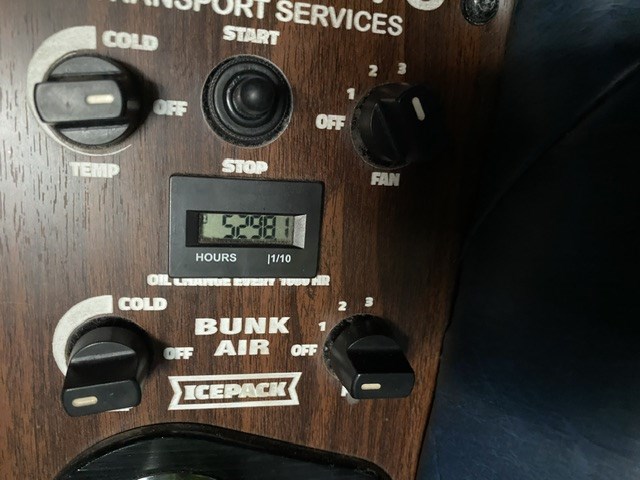 TRANSPORT SERVICES
COLD
START
OFF
TEMP
STOP
1
2
3
OFF
FAN
52981
HOURS
1/10
OIL CHANGE EVERY 1000 HR
COLD
OFF
BUNK
AIR
1
2
3
OFF
ICEPACK